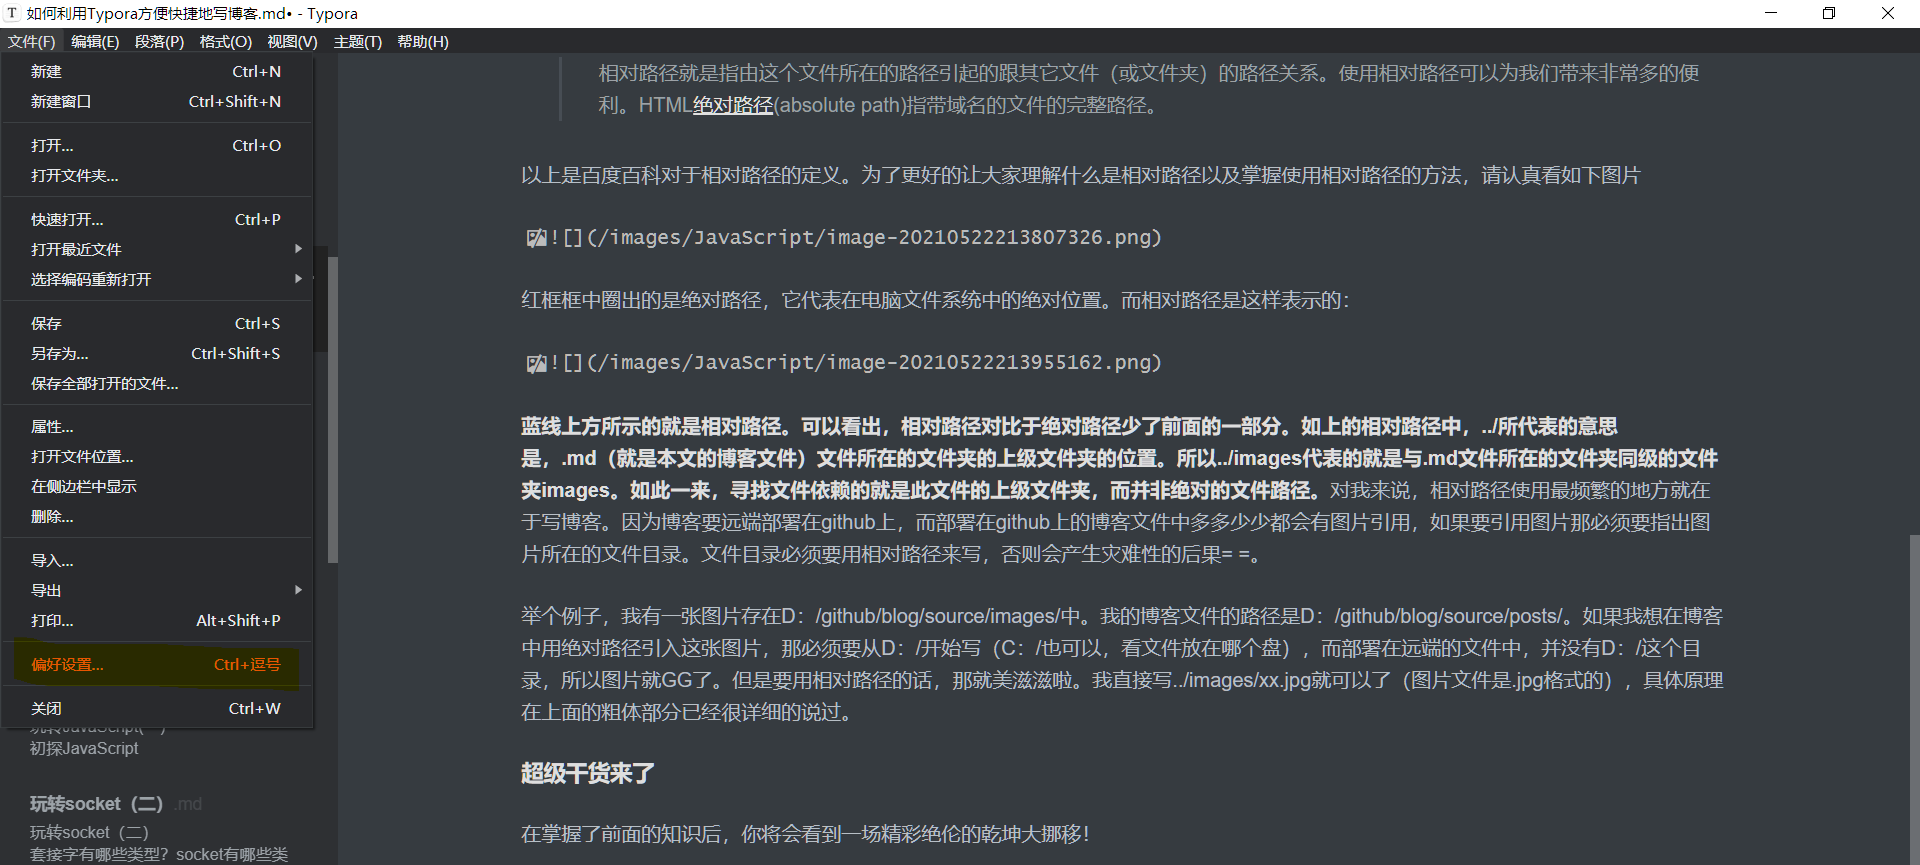 如何利用Typora方便快捷地写博客.md• - Typora
文件(F) 编辑(E) 段落(P) 格式(O) 视图(V) 主题(T) 帮助(H)
新建 Ctrl+N
新建窗口 Ctrl+Shift+N
打开... Ctrl+O
打开文件夹...
快速打开... Ctrl+P
打开最近文件
选择编码重新打开
保存 Ctrl+S
另存为... Ctrl+Shift+S
保存全部打开的文件...
属性...
打开文件位置...
在侧边栏中显示
删除...
导入...
导出
打印... Alt+Shift+P
偏好设置... Ctrl+逗号
关闭 Ctrl+W
初探JavaScript
玩转socket（二） .md
玩转socket（二）
套接字有哪些类型？socket有哪些类
相对路径就是指由这个文件所在的路径引起的跟其它文件（或文件夹）的路径关系。使用相对路径可以为我们带来非常多的便
利。HTML绝对路径(absolute path)指带域名的文件的完整路径。
以上是百度百科对于相对路径的定义。为了更好的让大家理解什么是相对路径以及掌握使用相对路径的方法，请认真看如下图片
![](/images/JavaScript/image-20210522213807326.png)
红框框中圈出的是绝对路径，它代表在电脑文件系统中的绝对位置。而相对路径是这样表示的：
![](/images/JavaScript/image-20210522213955162.png)
蓝线上方所示的就是相对路径。可以看出，相对路径对比于绝对路径少了前面的一部分。如上的相对路径中，../所代表的意思
是，.md（就是本文的博客文件）文件所在的文件夹的上级文件夹的位置。所以../images代表的就是与.md文件所在的文件夹同级的文件
夹images。如此一来，寻找文件依赖的就是此文件的上级文件夹，而并非绝对的文件路径。对我来说，相对路径使用最频繁的地方就在
于写博客。因为博客要远端部署在github上，而部署在github上的博客文件中多多少少都会有图片引用，如果要引用图片那必须要指出图
片所在的文件目录。文件目录必须要用相对路径来写，否则会产生灾难性的后果= =。
举个例子，我有一张图片存在D：/github/blog/source/images/中。我的博客文件的路径是D：/github/blog/source/posts/。如果我想在博客
中用绝对路径引入这张图片，那必须要从D：/开始写（C：/也可以，看文件放在哪个盘），而部署在远端的文件中，并没有D：/这个目
录，所以图片就GG了。但是要用相对路径的话，那就美滋滋啦。我直接写../images/xx.jpg就可以了（图片文件是.jpg格式的），具体原理
在上面的粗体部分已经很详细的说过。
超级干货来了
在掌握了前面的知识后，你将会看到一场精彩绝伦的乾坤大挪移！